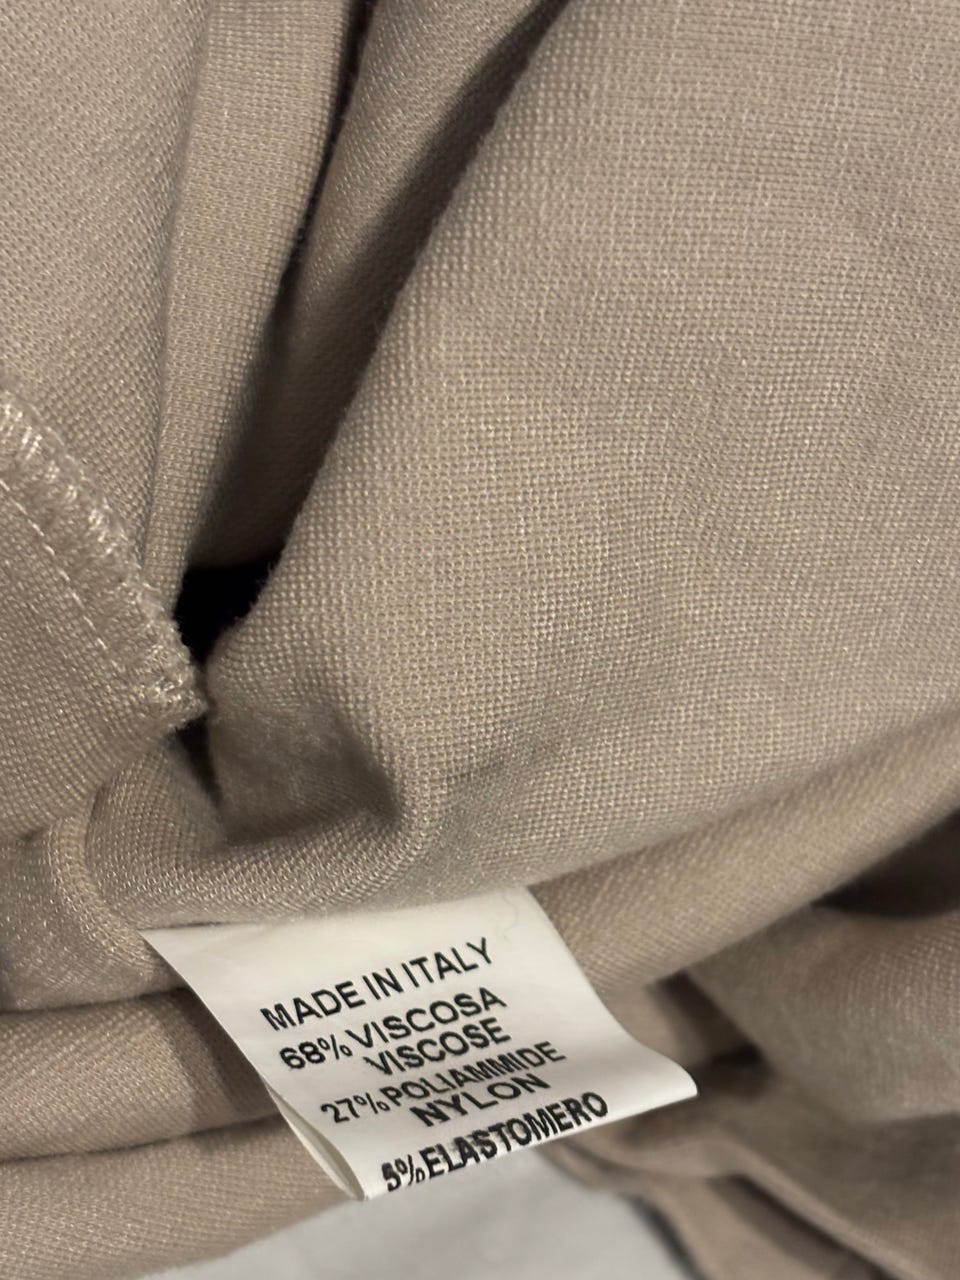 MADE IN ITALY
68% VISCOSA
VISCOSE
27% POLIAMMIDE
NYLON
5% ELASTOMERO